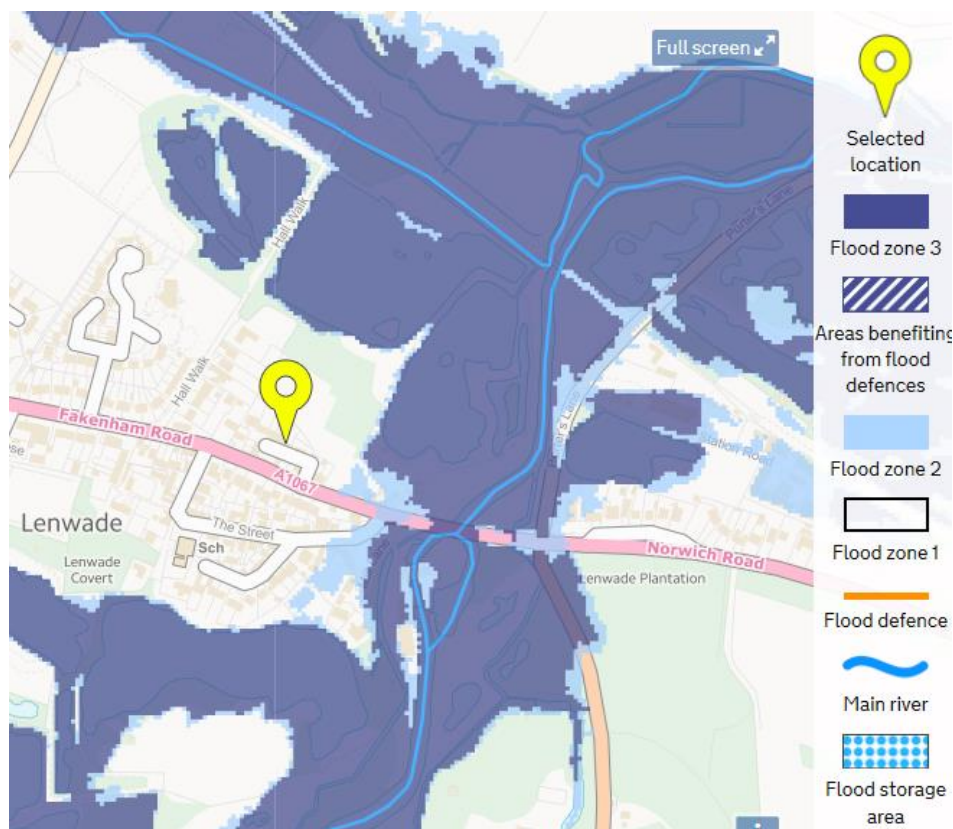 Full screen
Hall Walk
Porter's Lane
Hall Walk
Fakenham Road
A1067
Lenwade
The Street
Sch
Lenwade
Covert
Norwich Road
Lenwade Plantation
Selected
location
Flood zone 3
Areas benefiting
from flood
defences
Flood zone 2
Flood zone 1
Flood defence
Main river
Flood storage
area